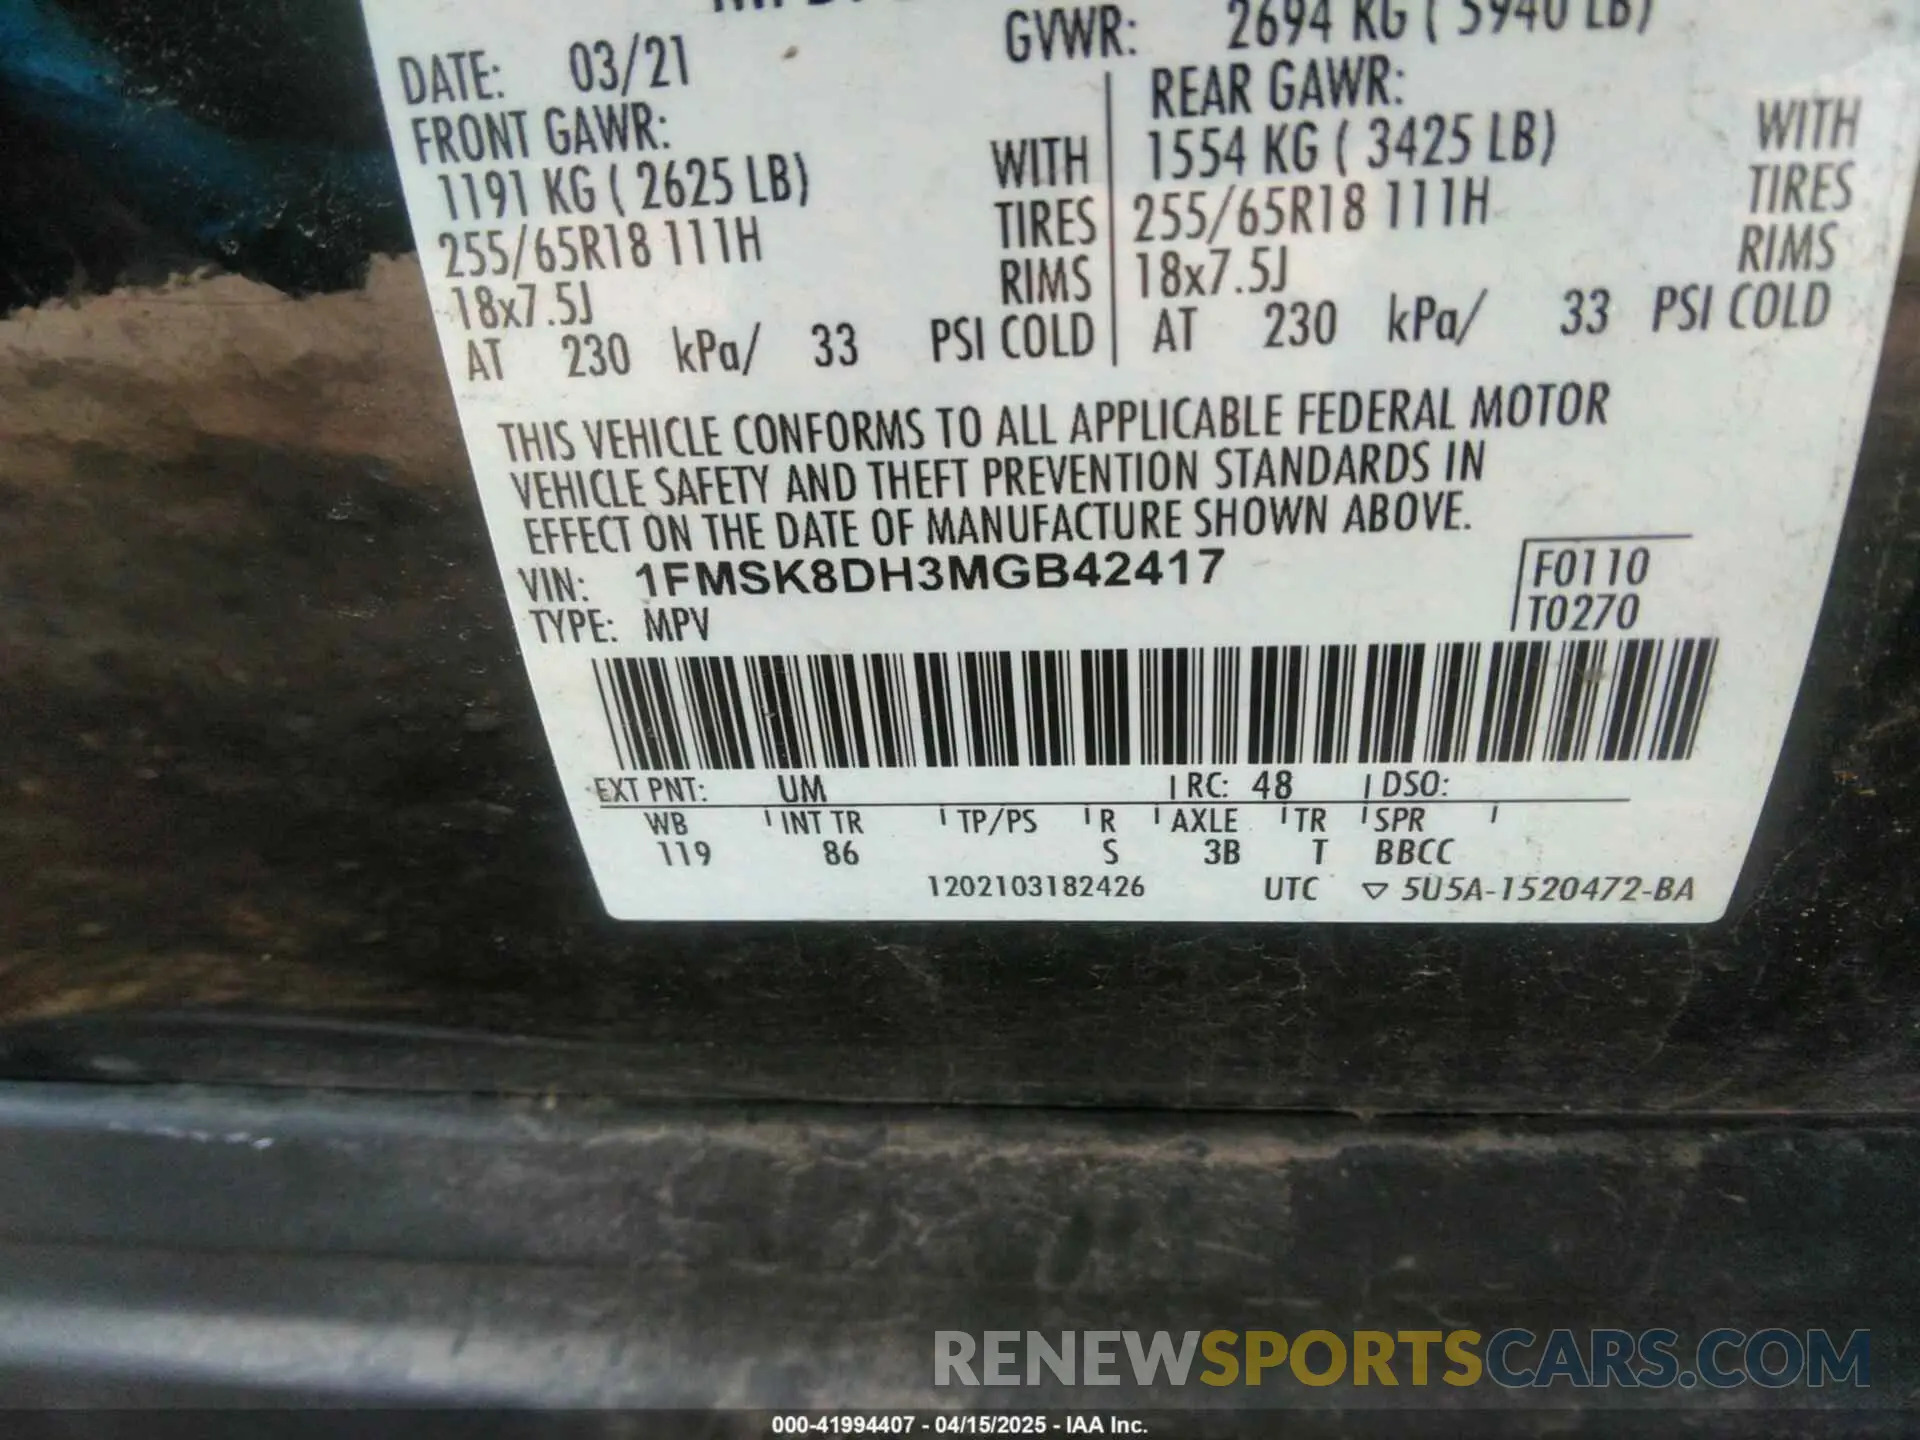 DATE: 03/21 GVWR: 2694 KG ( 5940 LB)
FRONT GAWR: REAR GAWR:
1191 KG ( 2625 LB) WITH 1554 KG ( 3425 LB) WITH
255/65R18 111H TIRES 255/65R18 111H TIRES
18x7.5J RIMS 18x7.5J RIMS
AT 230 kPa/ 33 PSI COLD AT 230 kPa/ 33 PSI COLD
THIS VEHICLE CONFORMS TO ALL APPLICABLE FEDERAL MOTOR
VEHICLE SAFETY AND THEFT PREVENTION STANDARDS IN
EFFECT ON THE DATE OF MANUFACTURE SHOWN ABOVE.
VIN: 1FMSK8DH3MGB42417 F0110
TYPE: MPV T0270
EXT PNT: UM RC: 48 DSO:
WB INT TR TP/PS R AXLE TR SPR
119 86 S 3B T BBCC
1202103182426 UTC ▽ 5U5A-1520472-BA
RENEWSPORTSCARS.COM
000-41994407 - 04/15/2025 - IAA Inc.